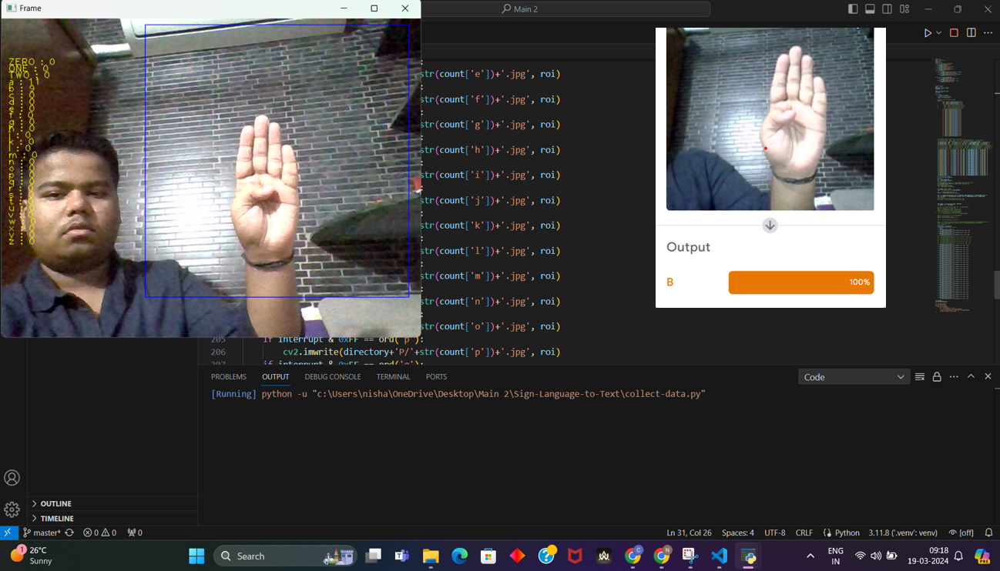 Frame
Main 2
ZERO : 0
ONE : 0
TWO : 0
a : 11
b : 9
c : 0
d : 0
e : 0
f : 0
g : 0
h : 0
i : 0
j : 0
k : 0
l : 0
m : 0
n : 0
o : 0
p : 0
q : 0
r : 0
s : 0
t : 0
u : 0
v : 0
w : 0
x : 0
y : 0
z : 0
str(count['e'])+'.jpg', roi)
str(count['f'])+'.jpg', roi)
str(count['g'])+'.jpg', roi)
str(count['h'])+'.jpg', roi)
str(count['i'])+'.jpg', roi)
str(count['j'])+'.jpg', roi)
str(count['k'])+'.jpg', roi)
str(count['l'])+'.jpg', roi)
str(count['m'])+'.jpg', roi)
str(count['n'])+'.jpg', roi)
str(count['o'])+'.jpg', roi)
205 if interrupt & 0xFF == ord('p'):
206 cv2.imwrite(directory+'P/'+str(count['p'])+'.jpg', roi)
207 if interrupt & 0xFF == ord('q'):
Output
B 100%
PROBLEMS OUTPUT DEBUG CONSOLE TERMINAL PORTS Code
[Running] python -u "c:\Users\nisha\OneDrive\Desktop\Main 2\Sign-Language-to-Text\collect-data.py"
OUTLINE
TIMELINE
master* 0 0 0 Ln 31, Col 26 Spaces: 4 UTF-8 CRLF Python 3.11.8 ('.venv': venv) [off]
1
26°C
Sunny
Search
C
N
PRE
ENG
IN
09:18
19-03-2024